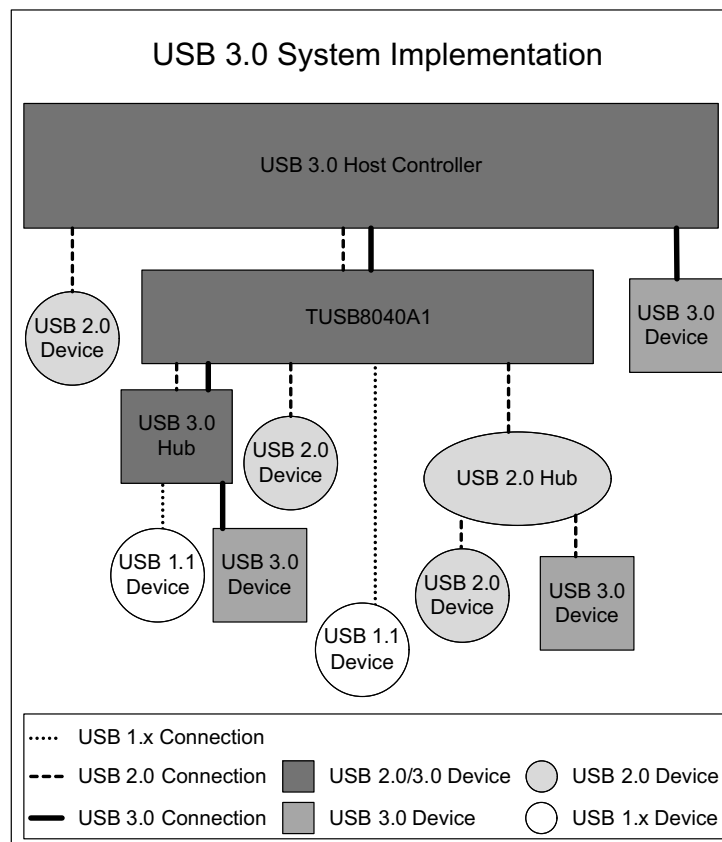 USB 3.0 System Implementation
USB 3.0 Host Controller
USB 2.0
Device
TUSB8040A1
USB 3.0
Device
USB 3.0
Hub
USB 2.0
Device
USB 2.0 Hub
USB 1.1
Device
USB 3.0
Device
USB 2.0
Device
USB 3.0
Device
USB 1.1
Device
USB 1.x Connection
USB 2.0 Connection
USB 2.0/3.0 Device
USB 2.0 Device
USB 3.0 Connection
USB 3.0 Device
USB 1.x Device